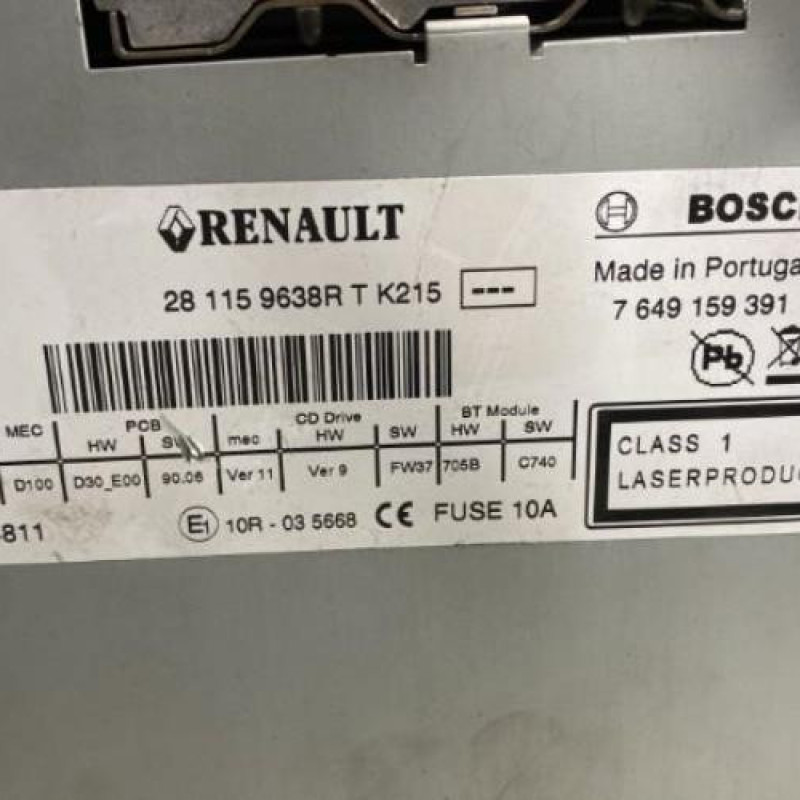 RENAULT
BOSC
28 115 9638R T K215 ---
Made in Portuga
7 649 159 391
Pb
MEC PCB CD Drive BT Module
HW SW mec HW SW HW SW
D100 D30_E00 90.06 Ver 11 Ver 9 FW37 705B C740
CLASS 1
LASERPRODUC
811 E1 10R - 03 5668 CE FUSE 10A